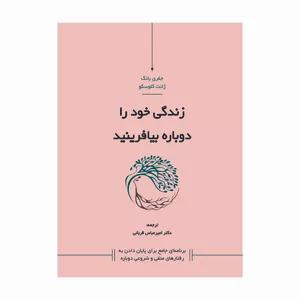 جفری یانگ
ژانت کلوسکو
زندگی خود را
دوباره بیافرینید
ترجمه:
دکتر امیرعباس قربانی
برنامه‌ای جامع برای پایان دادن به
رفتارهای منفی و شروعی دوباره